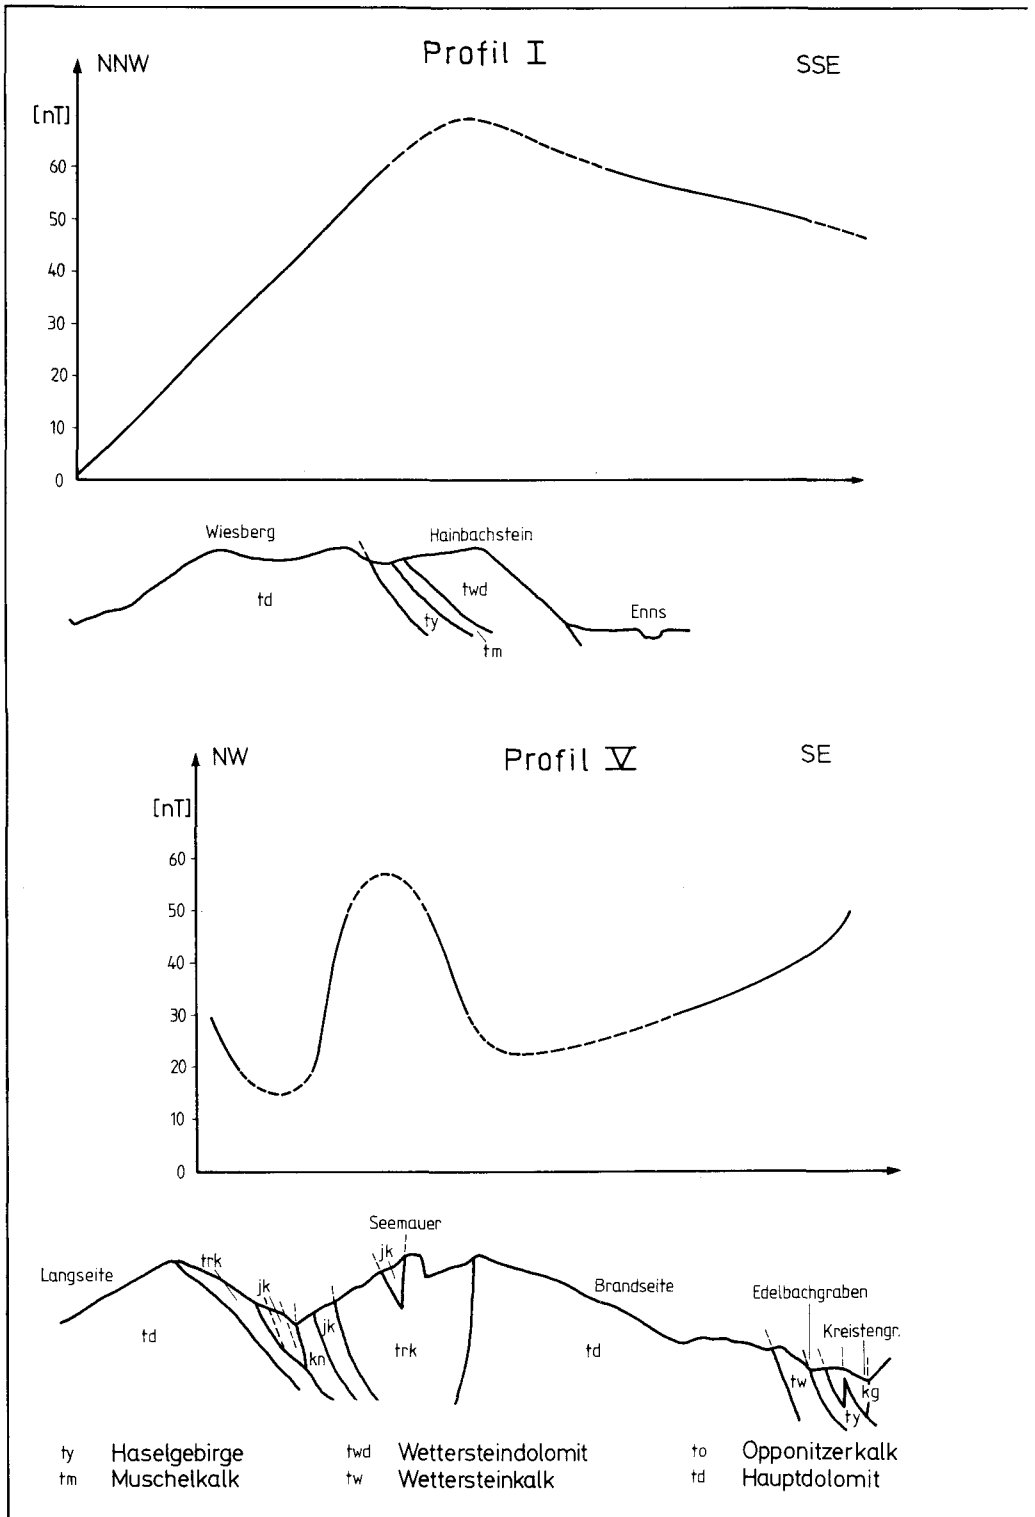 Profil I
NNW
SSE
[nT]
60
50
40
30
20
10
0
Wiesberg
Hainbachstein
td
twd
ty
tm
Enns
NW
Profil V
SE
[nT]
60
50
40
30
20
10
0
Seemauer
Langseite
trk
jk
jk
Brandseite
Edelbachgraben
Kreistengr.
td
kn
jk
trk
td
tw
ty
kg
ty Haselgebirge twd Wettersteindolomit to Opponitzerkalk
tm Muschelkalk tw Wettersteinkalk td Hauptdolomit